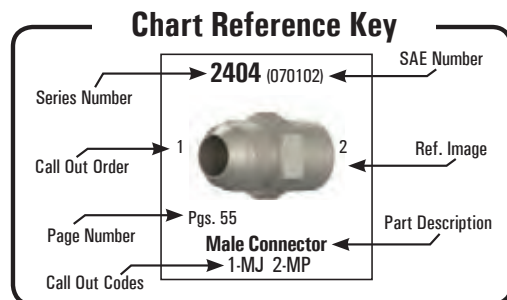 Chart Reference Key
2404 (070102)
SAE Number
Series Number
1
2
Call Out Order
Ref. Image
Pgs. 55
Page Number
Part Description
Male Connector
1-MJ 2-MP
Call Out Codes